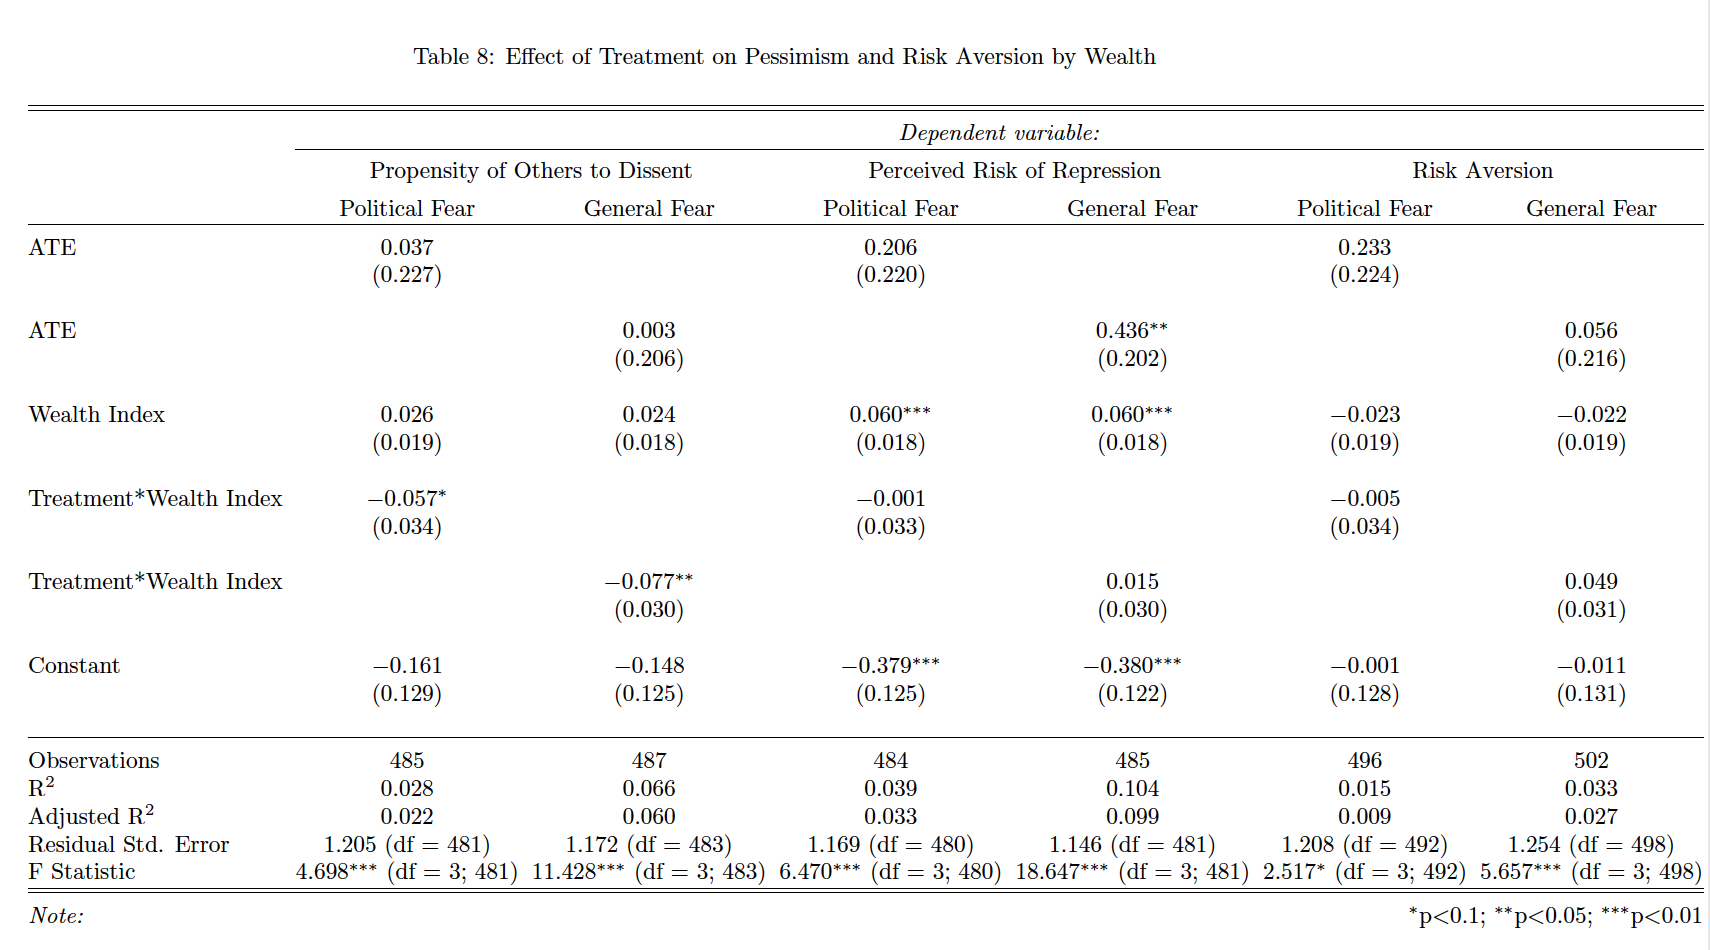 Table 8: Effect of Treatment on Pessimism and Risk Aversion by Wealth
Dependent variable:
Propensity of Others to Dissent Perceived Risk of Repression Risk Aversion
Political Fear General Fear Political Fear General Fear Political Fear General Fear
ATE 0.037 0.206 0.233
(0.227) (0.220) (0.224)
ATE 0.003 0.436** 0.056
(0.206) (0.202) (0.216)
Wealth Index 0.026 0.024 0.060*** 0.060*** −0.023 −0.022
(0.019) (0.018) (0.018) (0.018) (0.019) (0.019)
Treatment*Wealth Index −0.057* −0.001 −0.005
(0.034) (0.033) (0.034)
Treatment*Wealth Index −0.077** 0.015 0.049
(0.030) (0.030) (0.031)
Constant −0.161 −0.148 −0.379*** −0.380*** −0.001 −0.011
(0.129) (0.125) (0.125) (0.122) (0.128) (0.131)
Observations 485 487 484 485 496 502
R² 0.028 0.066 0.039 0.104 0.015 0.033
Adjusted R² 0.022 0.060 0.033 0.099 0.009 0.027
Residual Std. Error 1.205 (df = 481) 1.172 (df = 483) 1.169 (df = 480) 1.146 (df = 481) 1.208 (df = 492) 1.254 (df = 498)
F Statistic 4.698*** (df = 3; 481) 11.428*** (df = 3; 483) 6.470*** (df = 3; 480) 18.647*** (df = 3; 481) 2.517* (df = 3; 492) 5.657*** (df = 3; 498)
Note: *p<0.1; **p<0.05; ***p<0.01